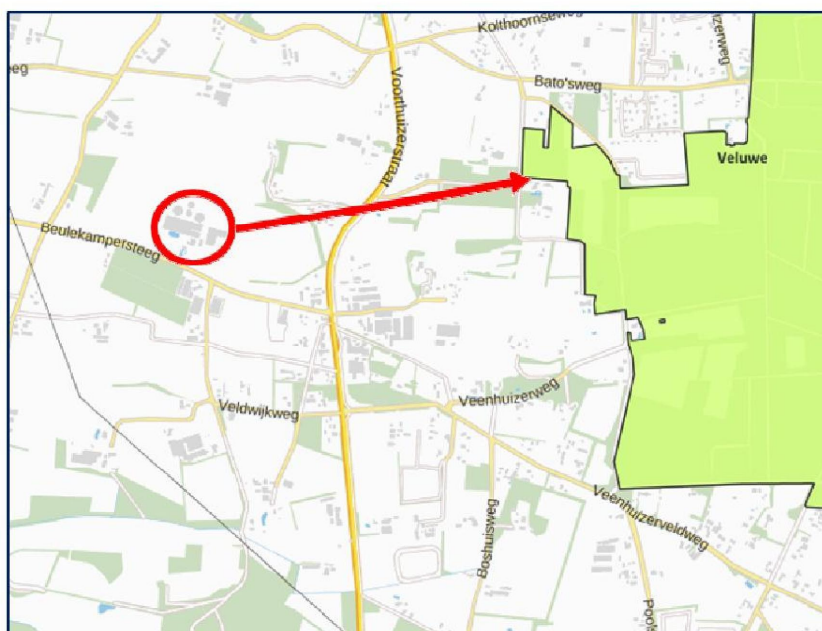 Kolthoornseweg
Bato'sweg
Voorthuizerstraat
Veluwe
Beulekampersteeg
Veldwijkweg
Veenhuizerweg
Veenhuizerveldweg
Boshuisweg